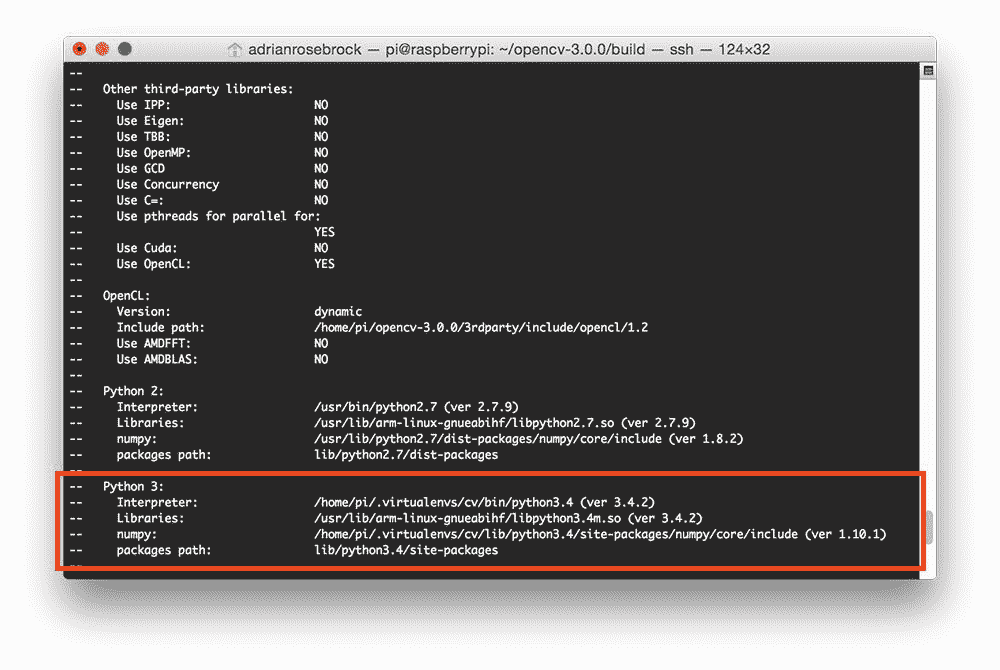 adrianrosebrock — pi@raspberrypi: ~/opencv-3.0.0/build — ssh — 124×32
--
--   Other third-party libraries:
--     Use IPP:                     NO
--     Use Eigen:                   NO
--     Use TBB:                     NO
--     Use OpenMP:                  NO
--     Use GCD                      NO
--     Use Concurrency              NO
--     Use C=:                      NO
--     Use pthreads for parallel for:
--                                  YES
--     Use Cuda:                    NO
--     Use OpenCL:                  YES
--
--   OpenCL:
--     Version:                     dynamic
--     Include path:                /home/pi/opencv-3.0.0/3rdparty/include/opencl/1.2
--     Use AMDFFT:                  NO
--     Use AMDBLAS:                 NO
--
--   Python 2:
--     Interpreter:                 /usr/bin/python2.7 (ver 2.7.9)
--     Libraries:                   /usr/lib/arm-linux-gnueabihf/libpython2.7.so (ver 2.7.9)
--     numpy:                       /usr/lib/python2.7/dist-packages/numpy/core/include (ver 1.8.2)
--     packages path:               lib/python2.7/dist-packages
--
--   Python 3:
--     Interpreter:                 /home/pi/.virtualenvs/cv/bin/python3.4 (ver 3.4.2)
--     Libraries:                   /usr/lib/arm-linux-gnueabihf/libpython3.4m.so (ver 3.4.2)
--     numpy:                       /home/pi/.virtualenvs/cv/lib/python3.4/site-packages/numpy/core/include (ver 1.10.1)
--     packages path:               lib/python3.4/site-packages
--